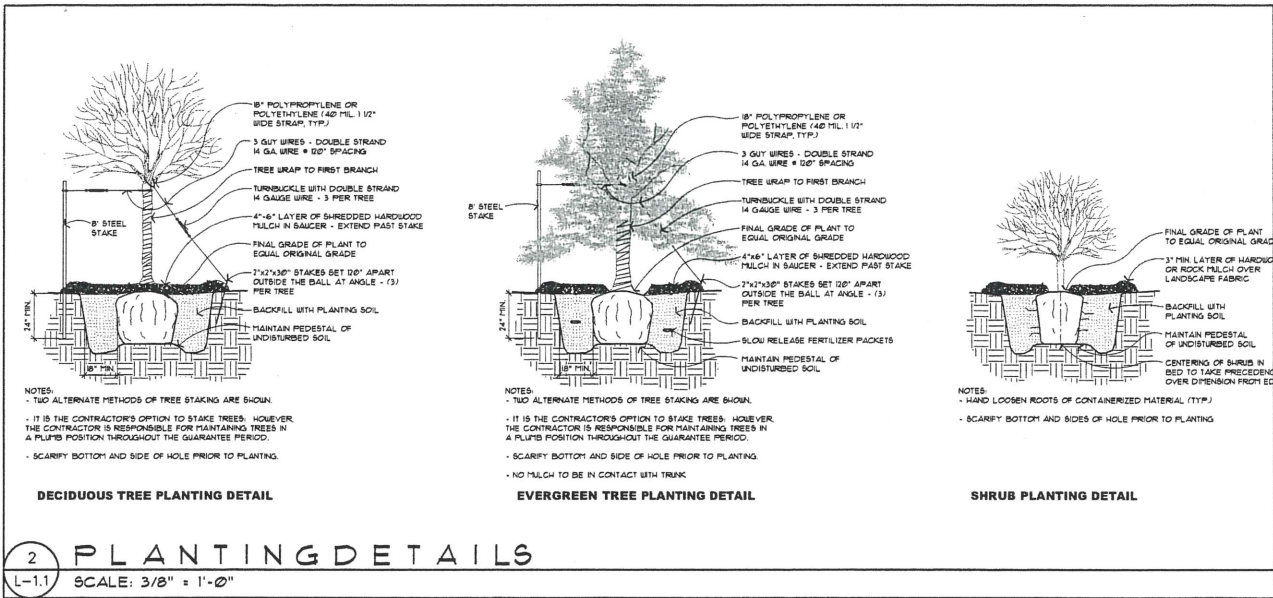 18" POLYPROPYLENE OR
POLYETHYLENE (40 MIL. 1 1/2"
WIDE STRAP, TYP.)
3 GUY WIRES - DOUBLE STRAND
14 GA. WIRE @ 120° SPACING
TREE WRAP TO FIRST BRANCH
TURNBUCKLE WITH DOUBLE STRAND
14 GAUGE WIRE - 3 PER TREE
8' STEEL
STAKE
4"-6" LAYER OF SHREDDED HARDWOOD
MULCH IN SAUCER - EXTEND PAST STAKE
FINAL GRADE OF PLANT TO
EQUAL ORIGINAL GRADE
2"x2"x30" STAKES SET 120° APART
OUTSIDE THE BALL AT ANGLE - (3)
PER TREE
24" MIN.
BACKFILL WITH PLANTING SOIL
MAINTAIN PEDESTAL OF
UNDISTURBED SOIL
18" MIN.
NOTES:
- TWO ALTERNATE METHODS OF TREE STAKING ARE SHOWN.
- IT IS THE CONTRACTOR'S OPTION TO STAKE TREES; HOWEVER,
THE CONTRACTOR IS RESPONSIBLE FOR MAINTAINING TREES IN
A PLUMB POSITION THROUGHOUT THE GUARANTEE PERIOD.
- SCARIFY BOTTOM AND SIDE OF HOLE PRIOR TO PLANTING.
DECIDUOUS TREE PLANTING DETAIL
18" POLYPROPYLENE OR
POLYETHYLENE (40 MIL. 1 1/2"
WIDE STRAP, TYP.)
3 GUY WIRES - DOUBLE STRAND
14 GA. WIRE @ 120° SPACING
TREE WRAP TO FIRST BRANCH
8' STEEL
STAKE
TURNBUCKLE WITH DOUBLE STRAND
14 GAUGE WIRE - 3 PER TREE
FINAL GRADE OF PLANT TO
EQUAL ORIGINAL GRADE
4"x6" LAYER OF SHREDDED HARDWOOD
MULCH IN SAUCER - EXTEND PAST STAKE
2"x2"x30" STAKES SET 120° APART
OUTSIDE THE BALL AT ANGLE - (3)
PER TREE
24" MIN.
BACKFILL WITH PLANTING SOIL
SLOW RELEASE FERTILIZER PACKETS
MAINTAIN PEDESTAL OF
UNDISTURBED SOIL
18" MIN.
NOTES:
- TWO ALTERNATE METHODS OF TREE STAKING ARE SHOWN.
- IT IS THE CONTRACTOR'S OPTION TO STAKE TREES; HOWEVER,
THE CONTRACTOR IS RESPONSIBLE FOR MAINTAINING TREES IN
A PLUMB POSITION THROUGHOUT THE GUARANTEE PERIOD.
- SCARIFY BOTTOM AND SIDE OF HOLE PRIOR TO PLANTING.
- NO MULCH TO BE IN CONTACT WITH TRUNK
EVERGREEN TREE PLANTING DETAIL
FINAL GRADE OF PLANT
TO EQUAL ORIGINAL GRAD
3" MIN. LAYER OF HARDWO
OR ROCK MULCH OVER
LANDSCAPE FABRIC
BACKFILL WITH
PLANTING SOIL
MAINTAIN PEDESTAL
OF UNDISTURBED SOIL
CENTERING OF SHRUB IN
BED TO TAKE PRECEDENC
OVER DIMENSION FROM ED
NOTES:
- HAND LOOSEN ROOTS OF CONTAINERIZED MATERIAL (TYP.)
- SCARIFY BOTTOM AND SIDES OF HOLE PRIOR TO PLANTING
SHRUB PLANTING DETAIL
2
L-1.1
PLANTING DETAILS
SCALE: 3/8" = 1'-0"